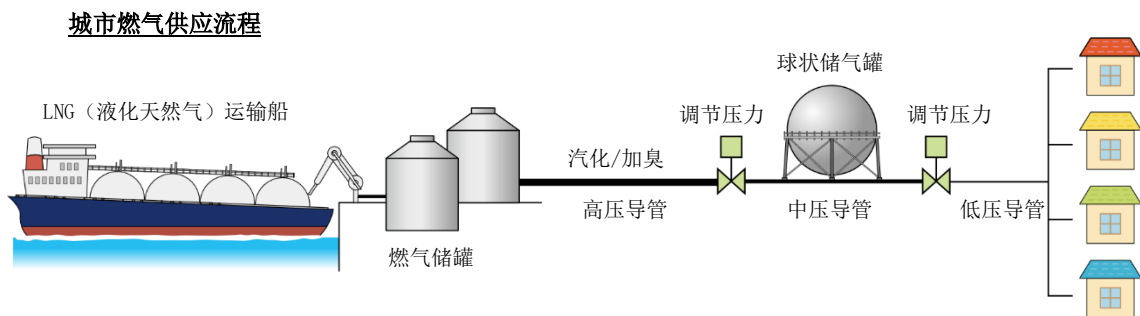 城市燃气供应流程
LNG（液化天然气）运输船
燃气储罐
汽化/加臭
高压导管
调节压力
球状储气罐
中压导管
调节压力
低压导管